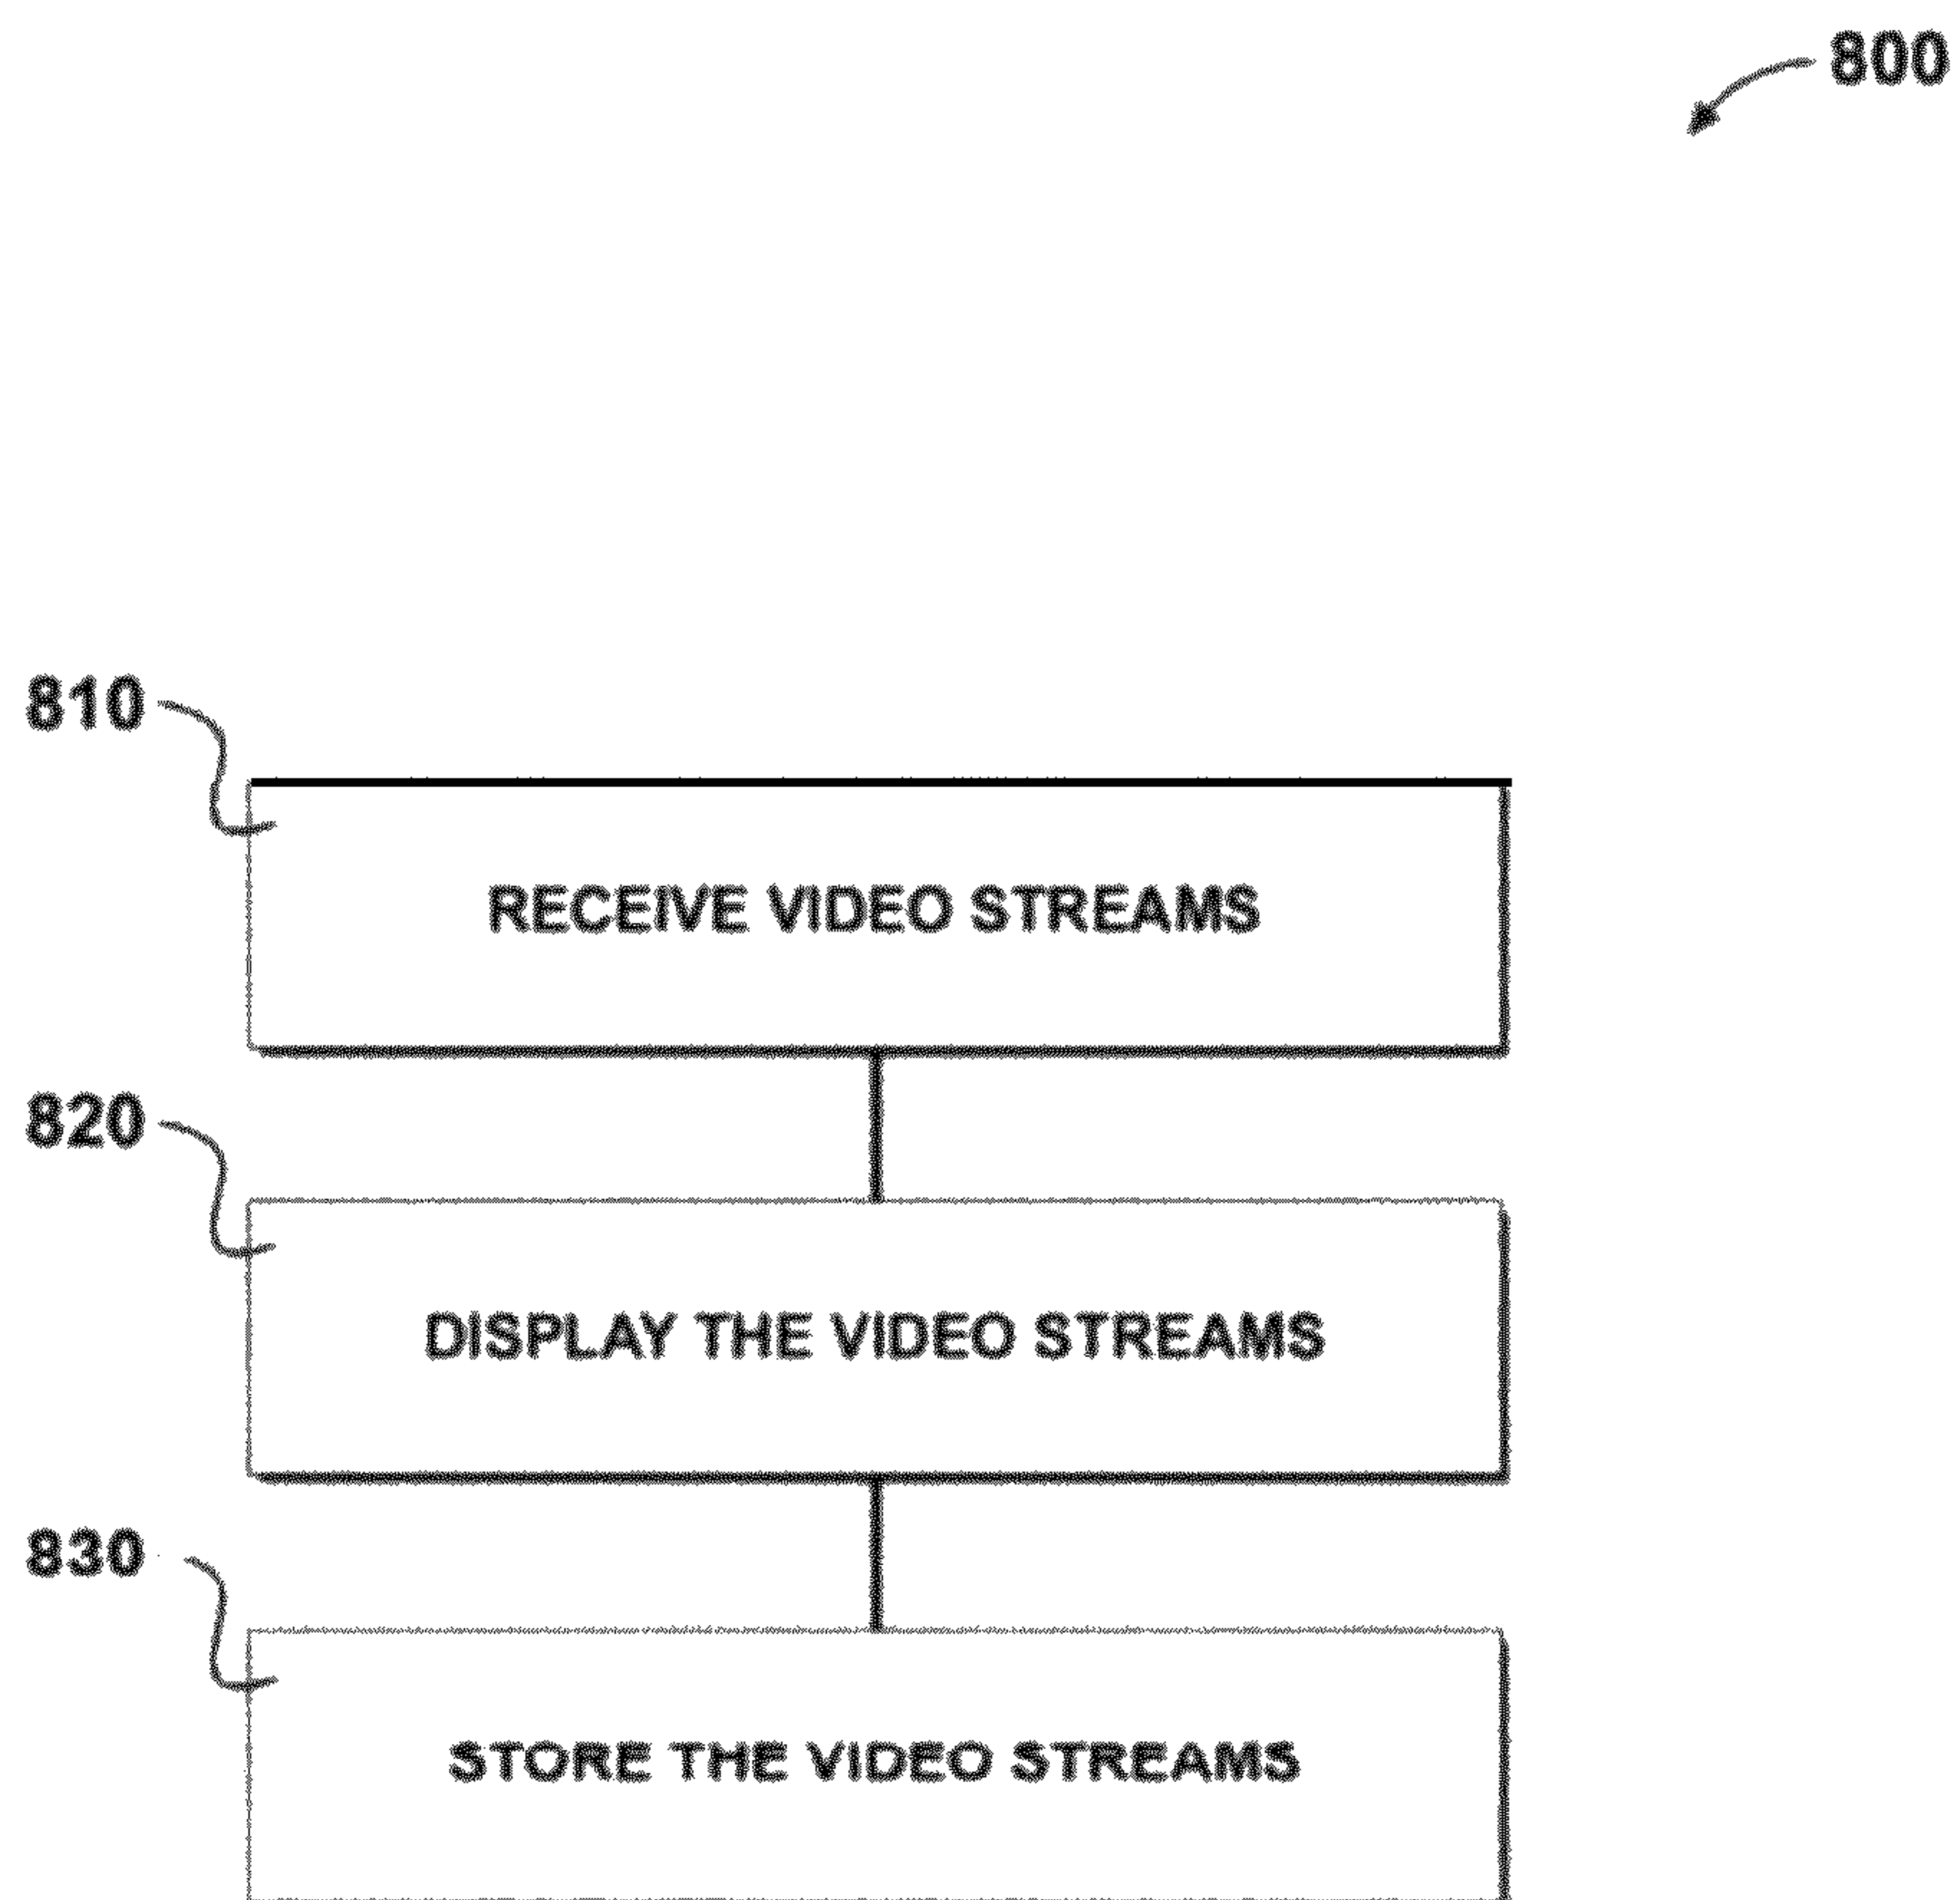 800
810
RECEIVE VIDEO STREAMS
820
DISPLAY THE VIDEO STREAMS
830
STORE THE VIDEO STREAMS